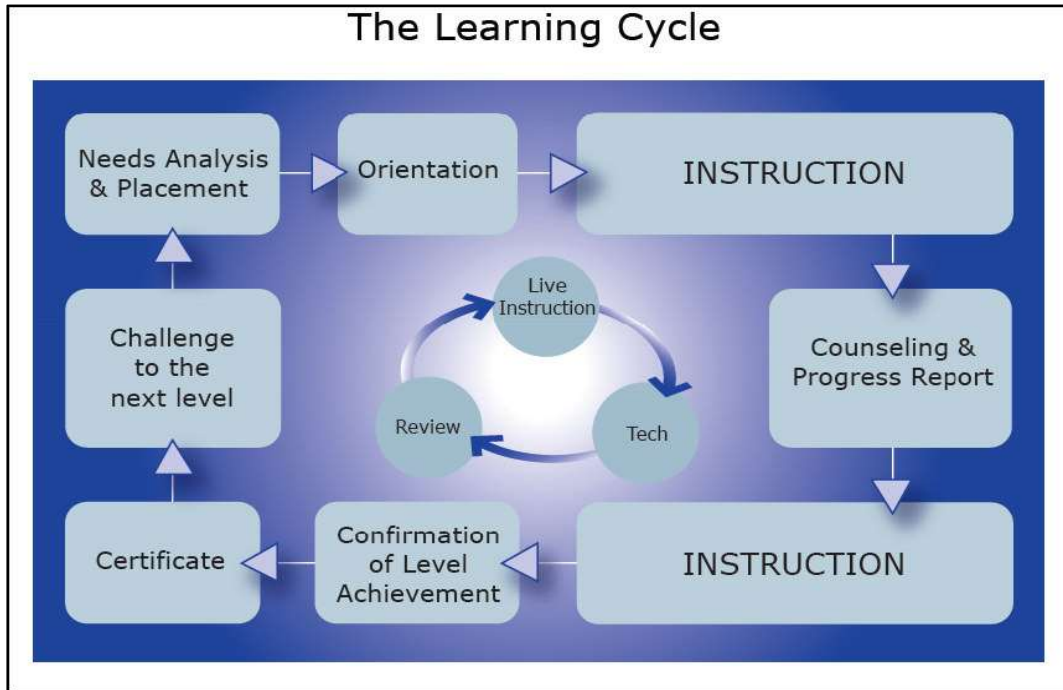 The Learning Cycle
Needs Analysis
& Placement
Orientation
INSTRUCTION
Counseling &
Progress Report
INSTRUCTION
Confirmation
of Level
Achievement
Certificate
Challenge
to the
next level
Live
Instruction
Tech
Review